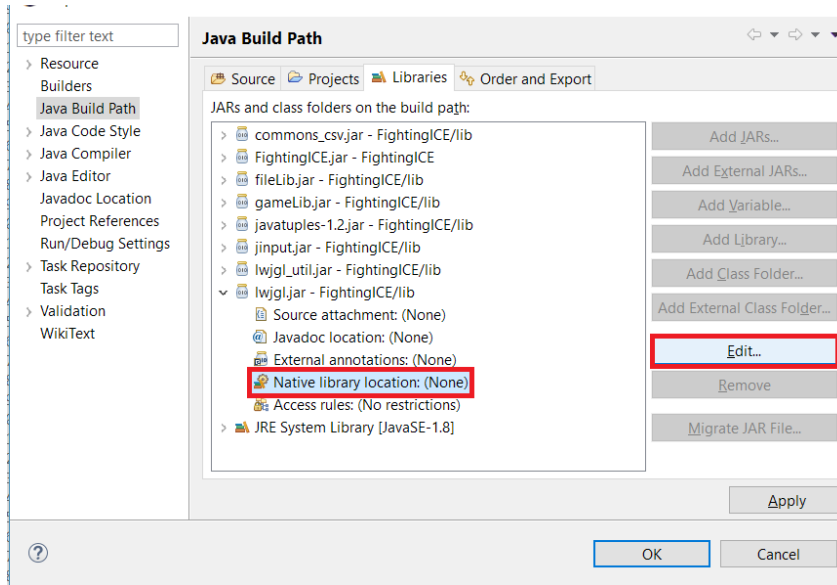 type filter text
Resource
Builders
Java Build Path
Java Code Style
Java Compiler
Java Editor
Javadoc Location
Project References
Run/Debug Settings
Task Repository
Task Tags
Validation
WikiText
Java Build Path
Source
Projects
Libraries
Order and Export
JARs and class folders on the build path:
commons_csv.jar - FightingICE/lib
FightingICE.jar - FightingICE
fileLib.jar - FightingICE/lib
gameLib.jar - FightingICE/lib
javatuples-1.2.jar - FightingICE/lib
jinput.jar - FightingICE/lib
lwjgl_util.jar - FightingICE/lib
lwjgl.jar - FightingICE/lib
Source attachment: (None)
Javadoc location: (None)
External annotations: (None)
Native library location: (None)
Access rules: (No restrictions)
JRE System Library [JavaSE-1.8]
Add JARs...
Add External JARs...
Add Variable...
Add Library...
Add Class Folder...
Add External Class Folder...
Edit...
Remove
Migrate JAR File...
Apply
?
OK
Cancel